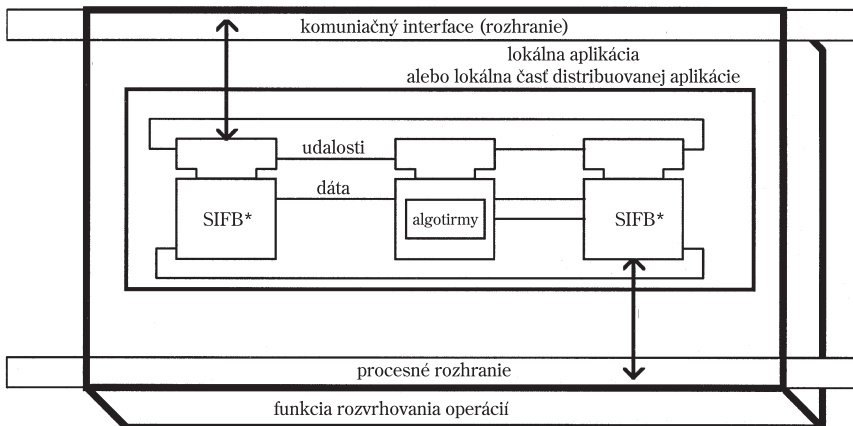 komuniačný interface (rozhranie)
lokálna aplikácia
alebo lokálna časť distribuovanej aplikácie
udalosti
dáta
SIFB*
algotirmy
SIFB*
procesné rozhranie
funkcia rozvrhovania operácií